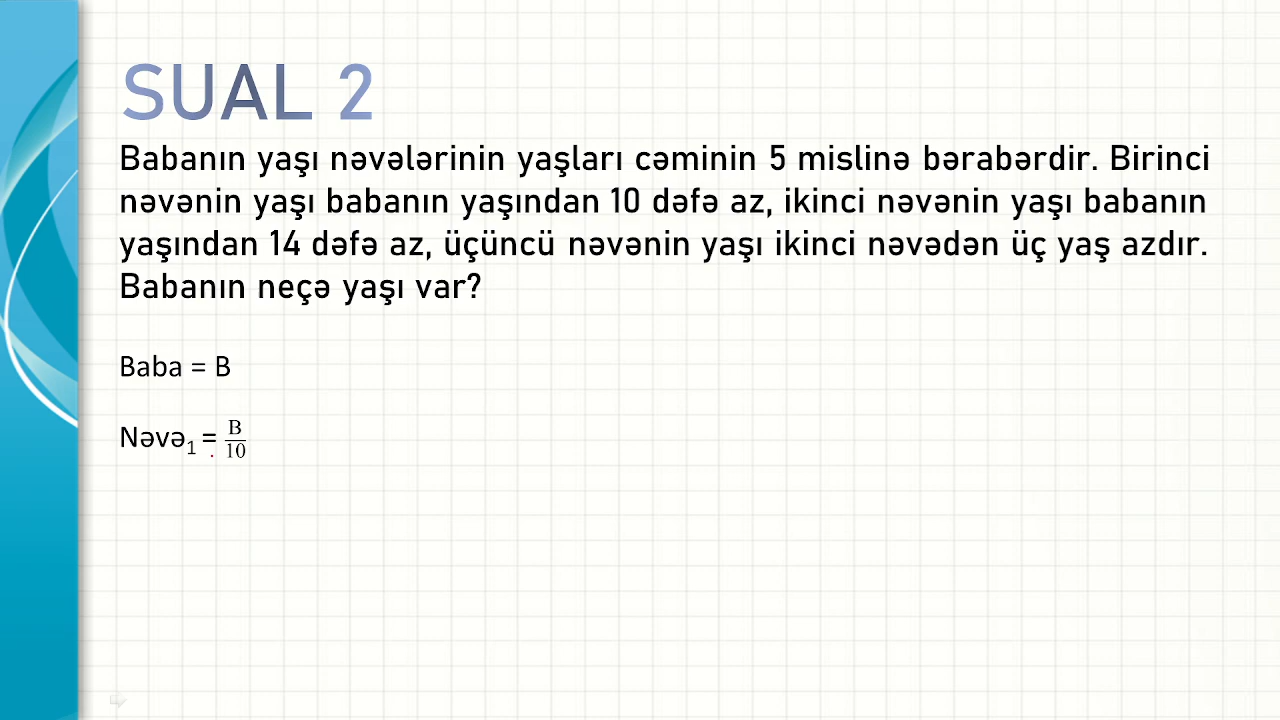 SUAL 2
Babanın yaşı nəvələrinin yaşları cəminin 5 mislinə bərabərdir. Birinci
nəvənin yaşı babanın yaşından 10 dəfə az, ikinci nəvənin yaşı babanın
yaşından 14 dəfə az, üçüncü nəvənin yaşı ikinci nəvədən üç yaş azdır.
Babanın neçə yaşı var?
Baba = B
Nəvə₁ = B/10